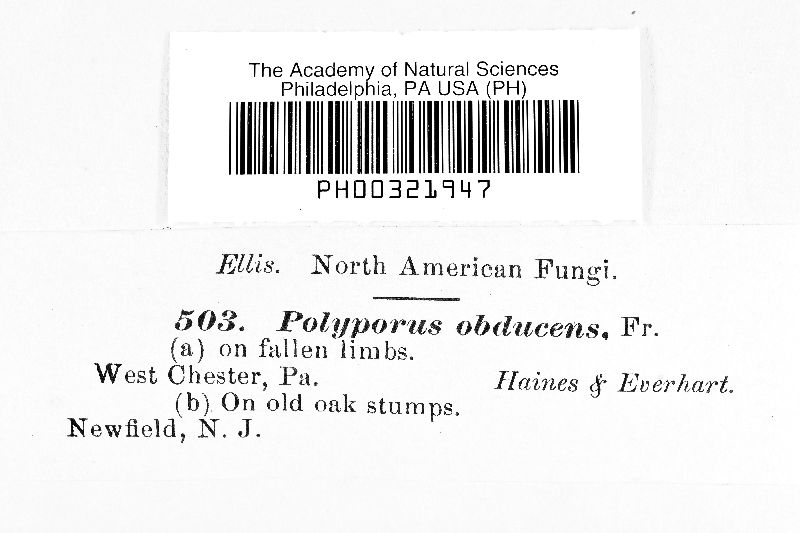 The Academy of Natural Sciences
Philadelphia, PA USA (PH)
PH00321947
Ellis. North American Fungi.
503. Polyporus obducens, Fr.
(a) on fallen limbs.
West Chester, Pa. Haines & Everhart.
(b) On old oak stumps.
Newfield, N. J.